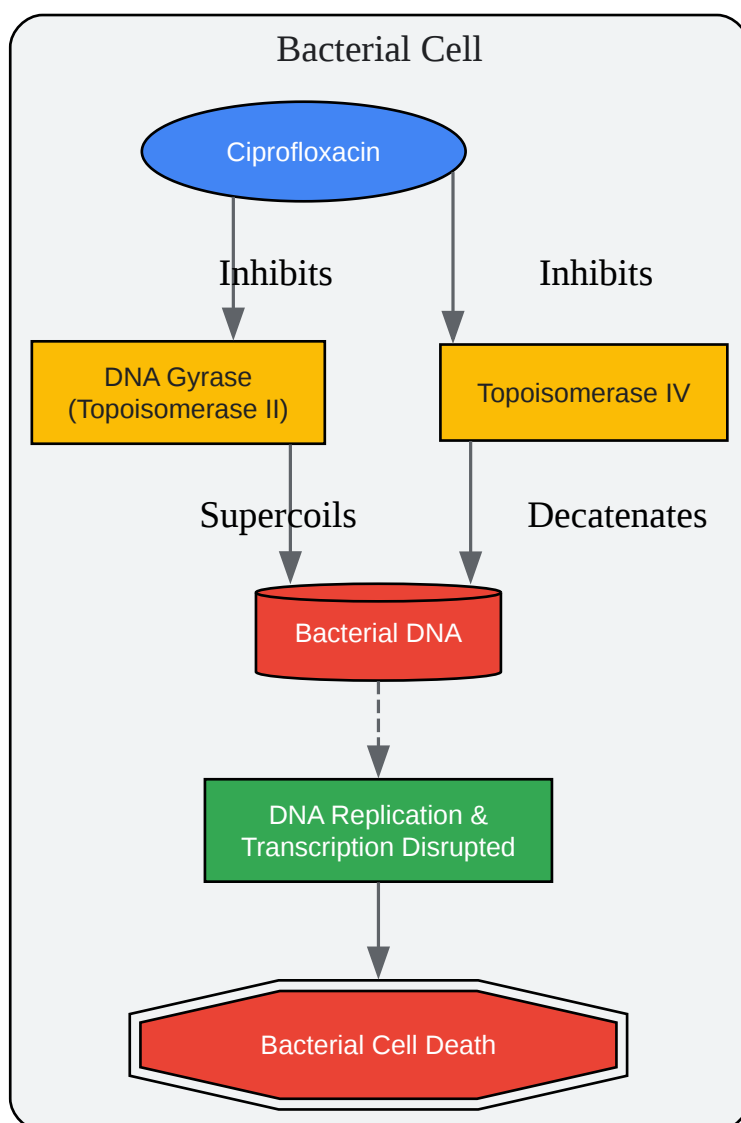 Bacterial Cell
Ciprofloxacin
Inhibits
Inhibits
DNA Gyrase
(Topoisomerase II)
Topoisomerase IV
Supercoils
Decatenates
Bacterial DNA
DNA Replication &
Transcription Disrupted
Bacterial Cell Death